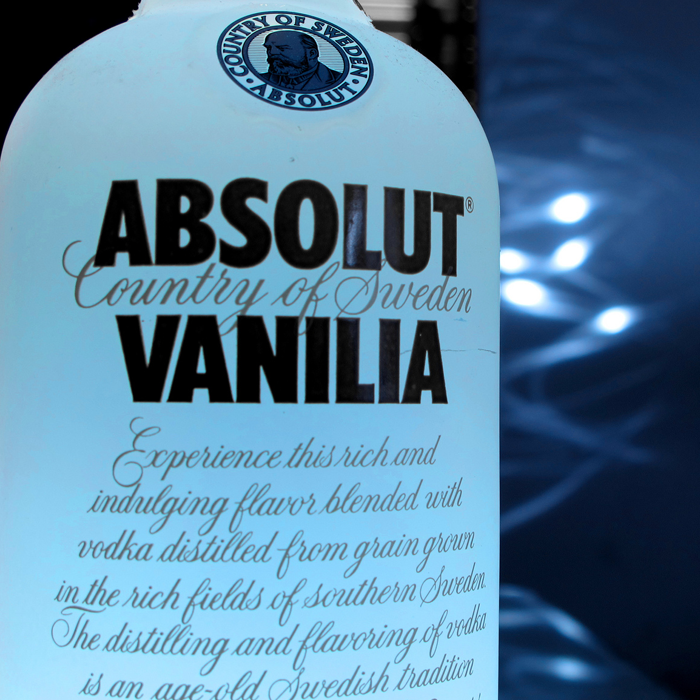 COUNTRY OF SWEDEN
ABSOLUT
ABSOLUT®
Country of Sweden
VANILIA
Experience this rich and
indulging flavor blended with
vodka distilled from grain grown
in the rich fields of southern Sweden.
The distilling and flavoring of vodka
is an age-old Swedish tradition